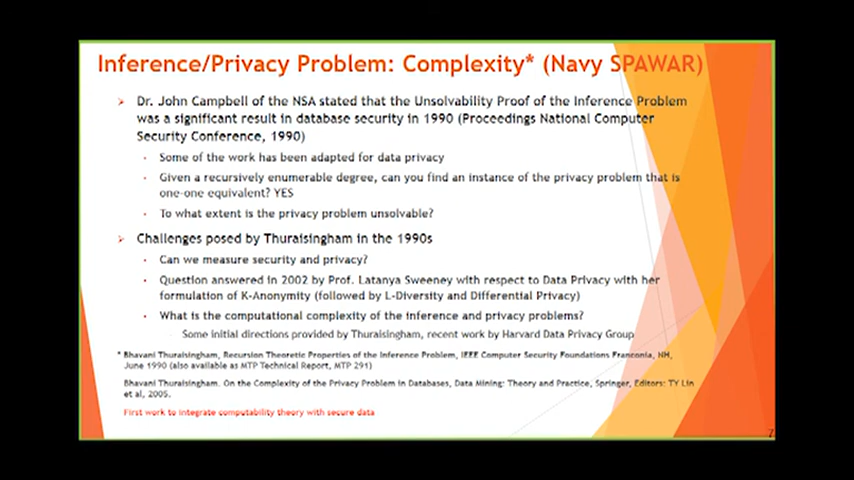 Inference/Privacy Problem: Complexity* (Navy SPAWAR)
Dr. John Campbell of the NSA stated that the Unsolvability Proof of the Inference Problem
was a significant result in database security in 1990 (Proceedings National Computer
Security Conference, 1990)
Some of the work has been adapted for data privacy
Given a recursively enumerable degree, can you find an instance of the privacy problem that is
one-one equivalent? YES
To what extent is the privacy problem unsolvable?
Challenges posed by Thuraisingham in the 1990s
Can we measure security and privacy?
Question answered in 2002 by Prof. Latanya Sweeney with respect to Data Privacy with her
formulation of K-Anonymity (followed by L-Diversity and Differential Privacy)
What is the computational complexity of the inference and privacy problems?
Some initial directions provided by Thuraisingham, recent work by Harvard Data Privacy Group
* Bhavani Thuraisingham, Recursion Theoretic Properties of the Inference Problem, IEEE Computer Security Foundations Franconia, NH,
June 1990 (also available as MTP Technical Report, MTP 291)
Bhavani Thuraisingham. On the Complexity of the Privacy Problem in Databases, Data Mining: Theory and Practice, Springer, Editors: TY Lin
et al, 2005.
First work to integrate computability theory with secure data
7